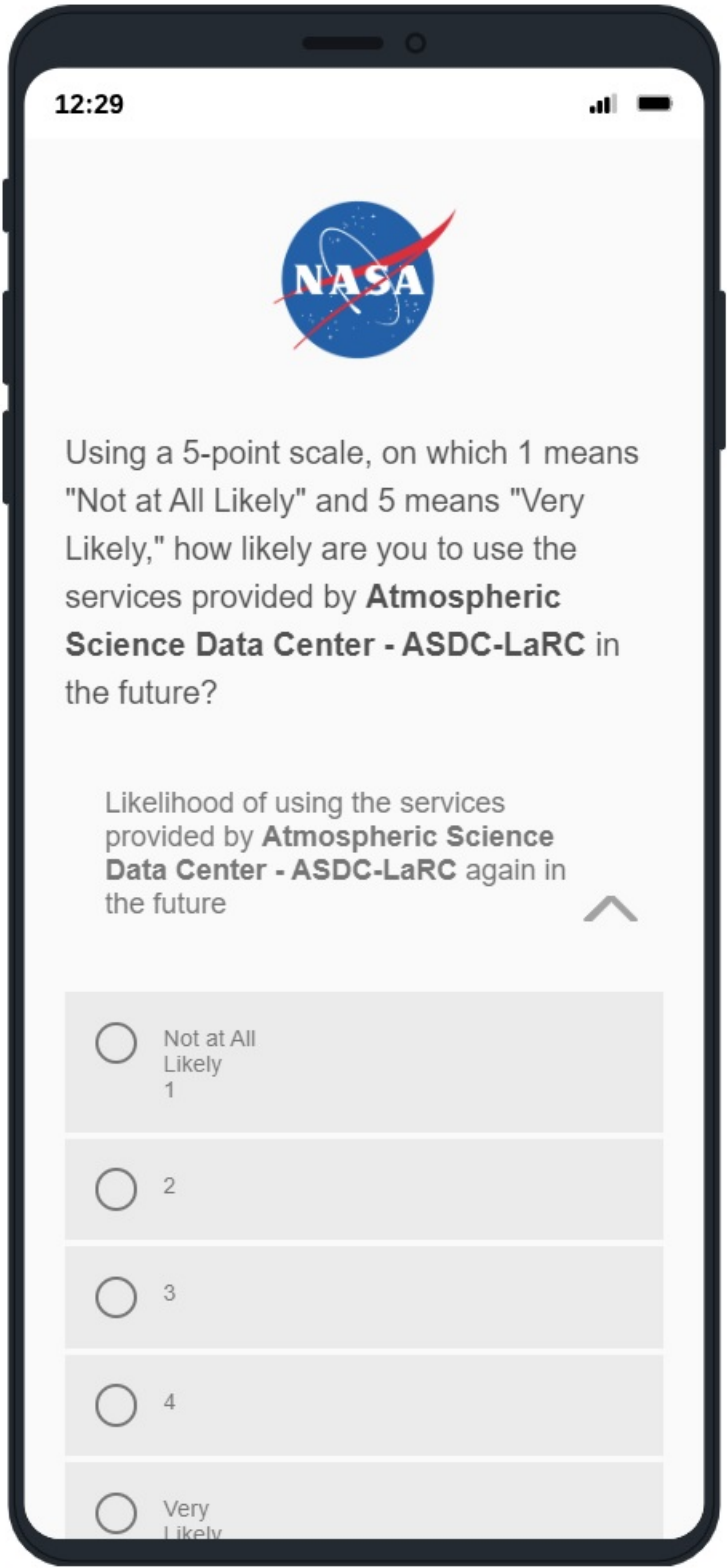 12:29
NASA
Using a 5-point scale, on which 1 means
"Not at All Likely" and 5 means "Very
Likely," how likely are you to use the
services provided by Atmospheric
Science Data Center - ASDC-LaRC in
the future?
Likelihood of using the services
provided by Atmospheric Science
Data Center - ASDC-LaRC again in
the future
Not at All
Likely
1
2
3
4
Very
Likely